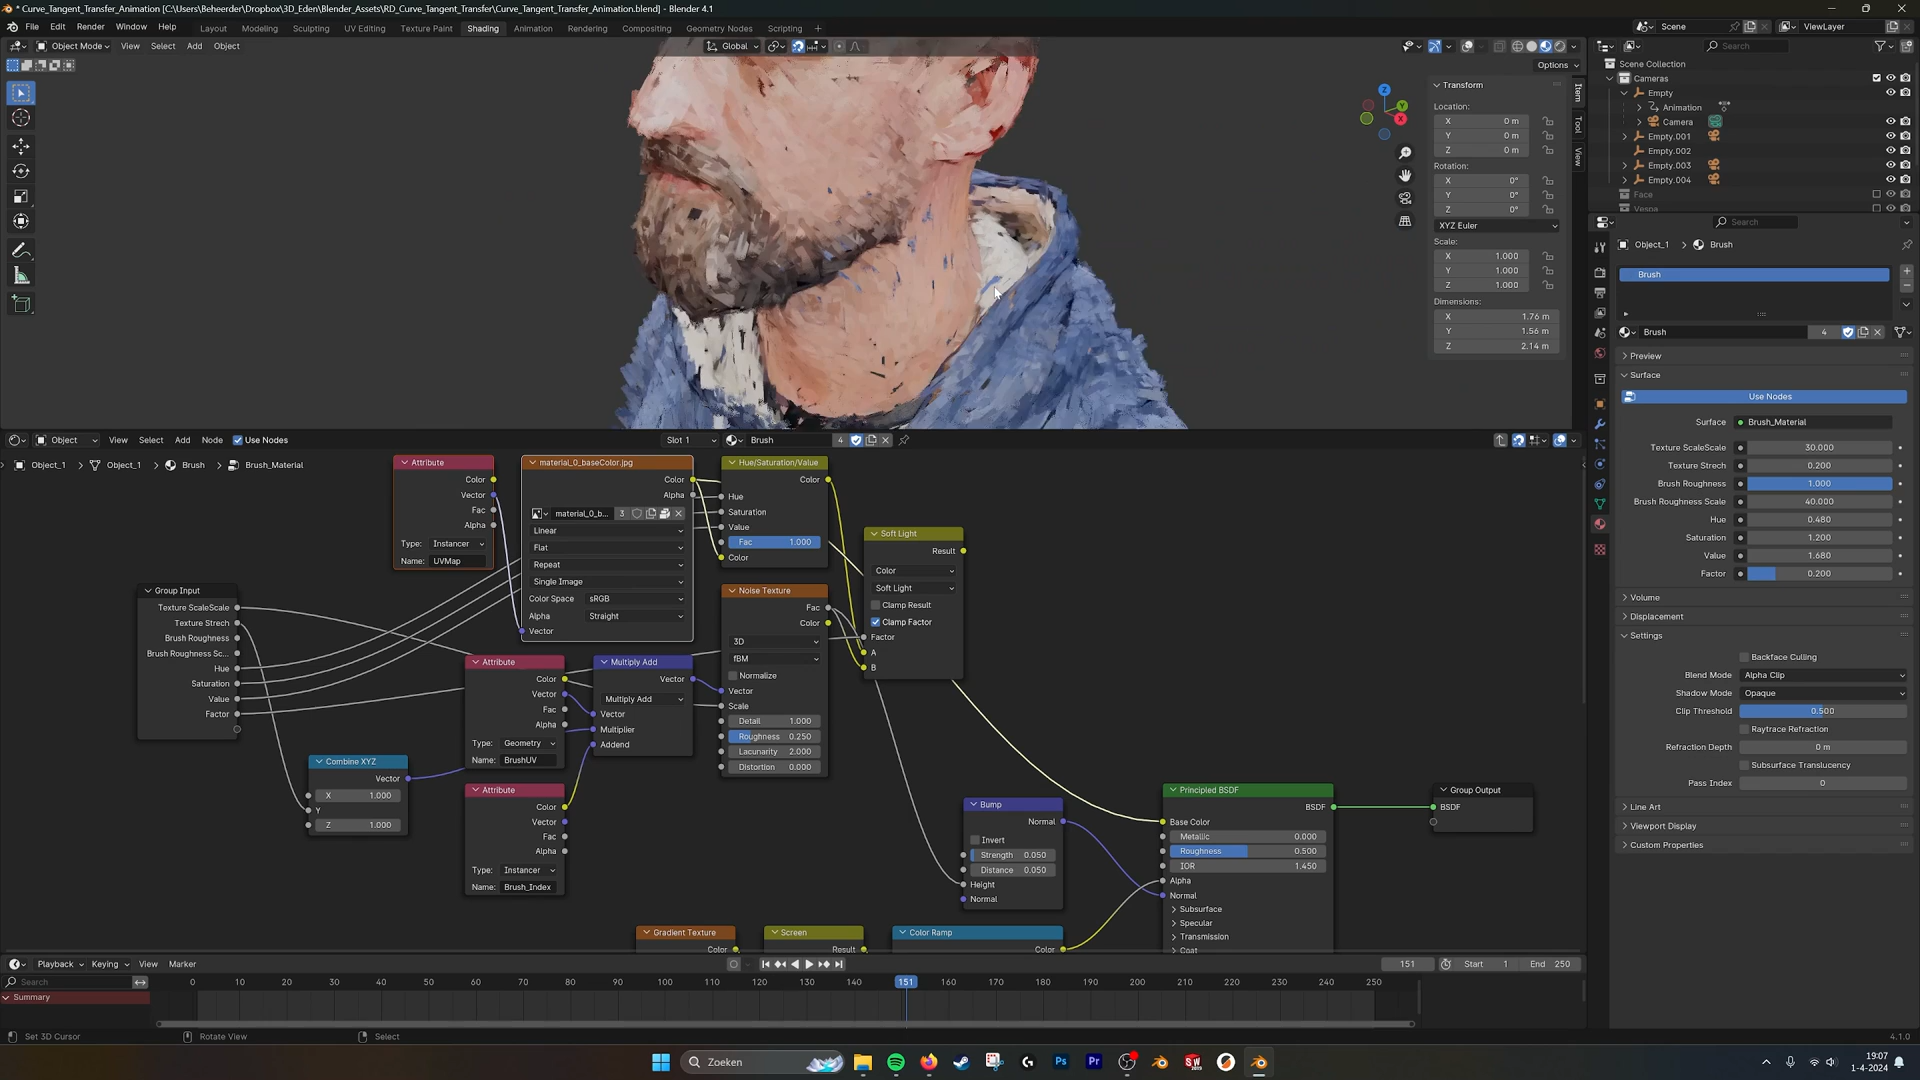 * Curve_Tangent_Transfer_Animation [C:\Users\Beheerder\Dropbox\3D_Eden\Blender_Assets\RD_Curve_Tangent_Transfer\Curve_Tangent_Transfer_Animation.blend] - Blender 4.1
File Edit Render Window Help Layout Modeling Sculpting UV Editing Texture Paint Shading Animation Rendering Compositing Geometry Nodes Scripting +
Scene ViewLayer
Object Mode View Select Add Object
Global
Options
Search
Transform
Location:
X 0 m
Y 0 m
Z 0 m
Rotation:
X 0°
Y 0°
Z 0°
XYZ Euler
Scale:
X 1.000
Y 1.000
Z 1.000
Dimensions:
X 1.76 m
Y 1.56 m
Z 2.14 m
Item
Tool
View
Z
Y
X
Scene Collection
Cameras
Empty
Animation
Camera
Empty.001
Empty.002
Empty.003
Empty.004
Face
Vespa
Search
Object_1 > Brush
Brush
Brush 4
Preview
Surface
Use Nodes
Surface: Brush_Material
Texture ScaleScale 30.000
Texture Strech 0.200
Brush Roughness 1.000
Brush Roughness Scale 40.000
Hue 0.480
Saturation 1.200
Value 1.680
Factor 0.200
Volume
Displacement
Settings
Backface Culling
Blend Mode Alpha Clip
Shadow Mode Opaque
Clip Threshold 0.500
Raytrace Refraction
Refraction Depth 0 m
Subsurface Translucency
Pass Index 0
Line Art
Viewport Display
Custom Properties
Object View Select Add Node Use Nodes Slot 1 Brush 4
Object_1 > Object_1 > Brush > Brush_Material
Attribute
Color
Vector
Fac
Alpha
Type: Instancer
Name: UVMap
material_0_baseColor.jpg
Color
Alpha
material_0_b... 3
Linear
Flat
Repeat
Single Image
Color Space sRGB
Alpha Straight
Vector
Hue/Saturation/Value
Color
Hue
Saturation
Value
Fac 1.000
Color
Soft Light
Result
Color
Soft Light
Clamp Result
Clamp Factor
Factor
A
B
Group Input
Texture ScaleScale
Texture Strech
Brush Roughness
Brush Roughness Sc...
Hue
Saturation
Value
Factor
Noise Texture
Fac
Color
3D
fBM
Normalize
Vector
Scale
Detail 1.000
Roughness 0.250
Lacunarity 2.000
Distortion 0.000
Attribute
Color
Vector
Fac
Alpha
Type: Geometry
Name: BrushUV
Multiply Add
Vector
Multiply Add
Vector
Multiplier
Addend
Combine XYZ
Vector
X 1.000
Y
Z 1.000
Attribute
Color
Vector
Fac
Alpha
Type: Instancer
Name: Brush_Index
Bump
Normal
Invert
Strength 0.050
Distance 0.050
Height
Normal
Principled BSDF
BSDF
Base Color
Metallic 0.000
Roughness 0.500
IOR 1.450
Alpha
Normal
Subsurface
Specular
Transmission
Coat
Group Output
BSDF
Gradient Texture
Color
Screen
Result
Color Ramp
Color
Playback Keying View Marker 151 Start 1 End 250
Search 0 10 20 30 40 50 60 70 80 90 100 110 120 130 140 151 160 170 180 190 200 210 220 230 240 250
Summary
Set 3D Cursor Rotate View Select 4.1.0
Zoeken
Ps
Pr
SW
19:07
1-4-2024